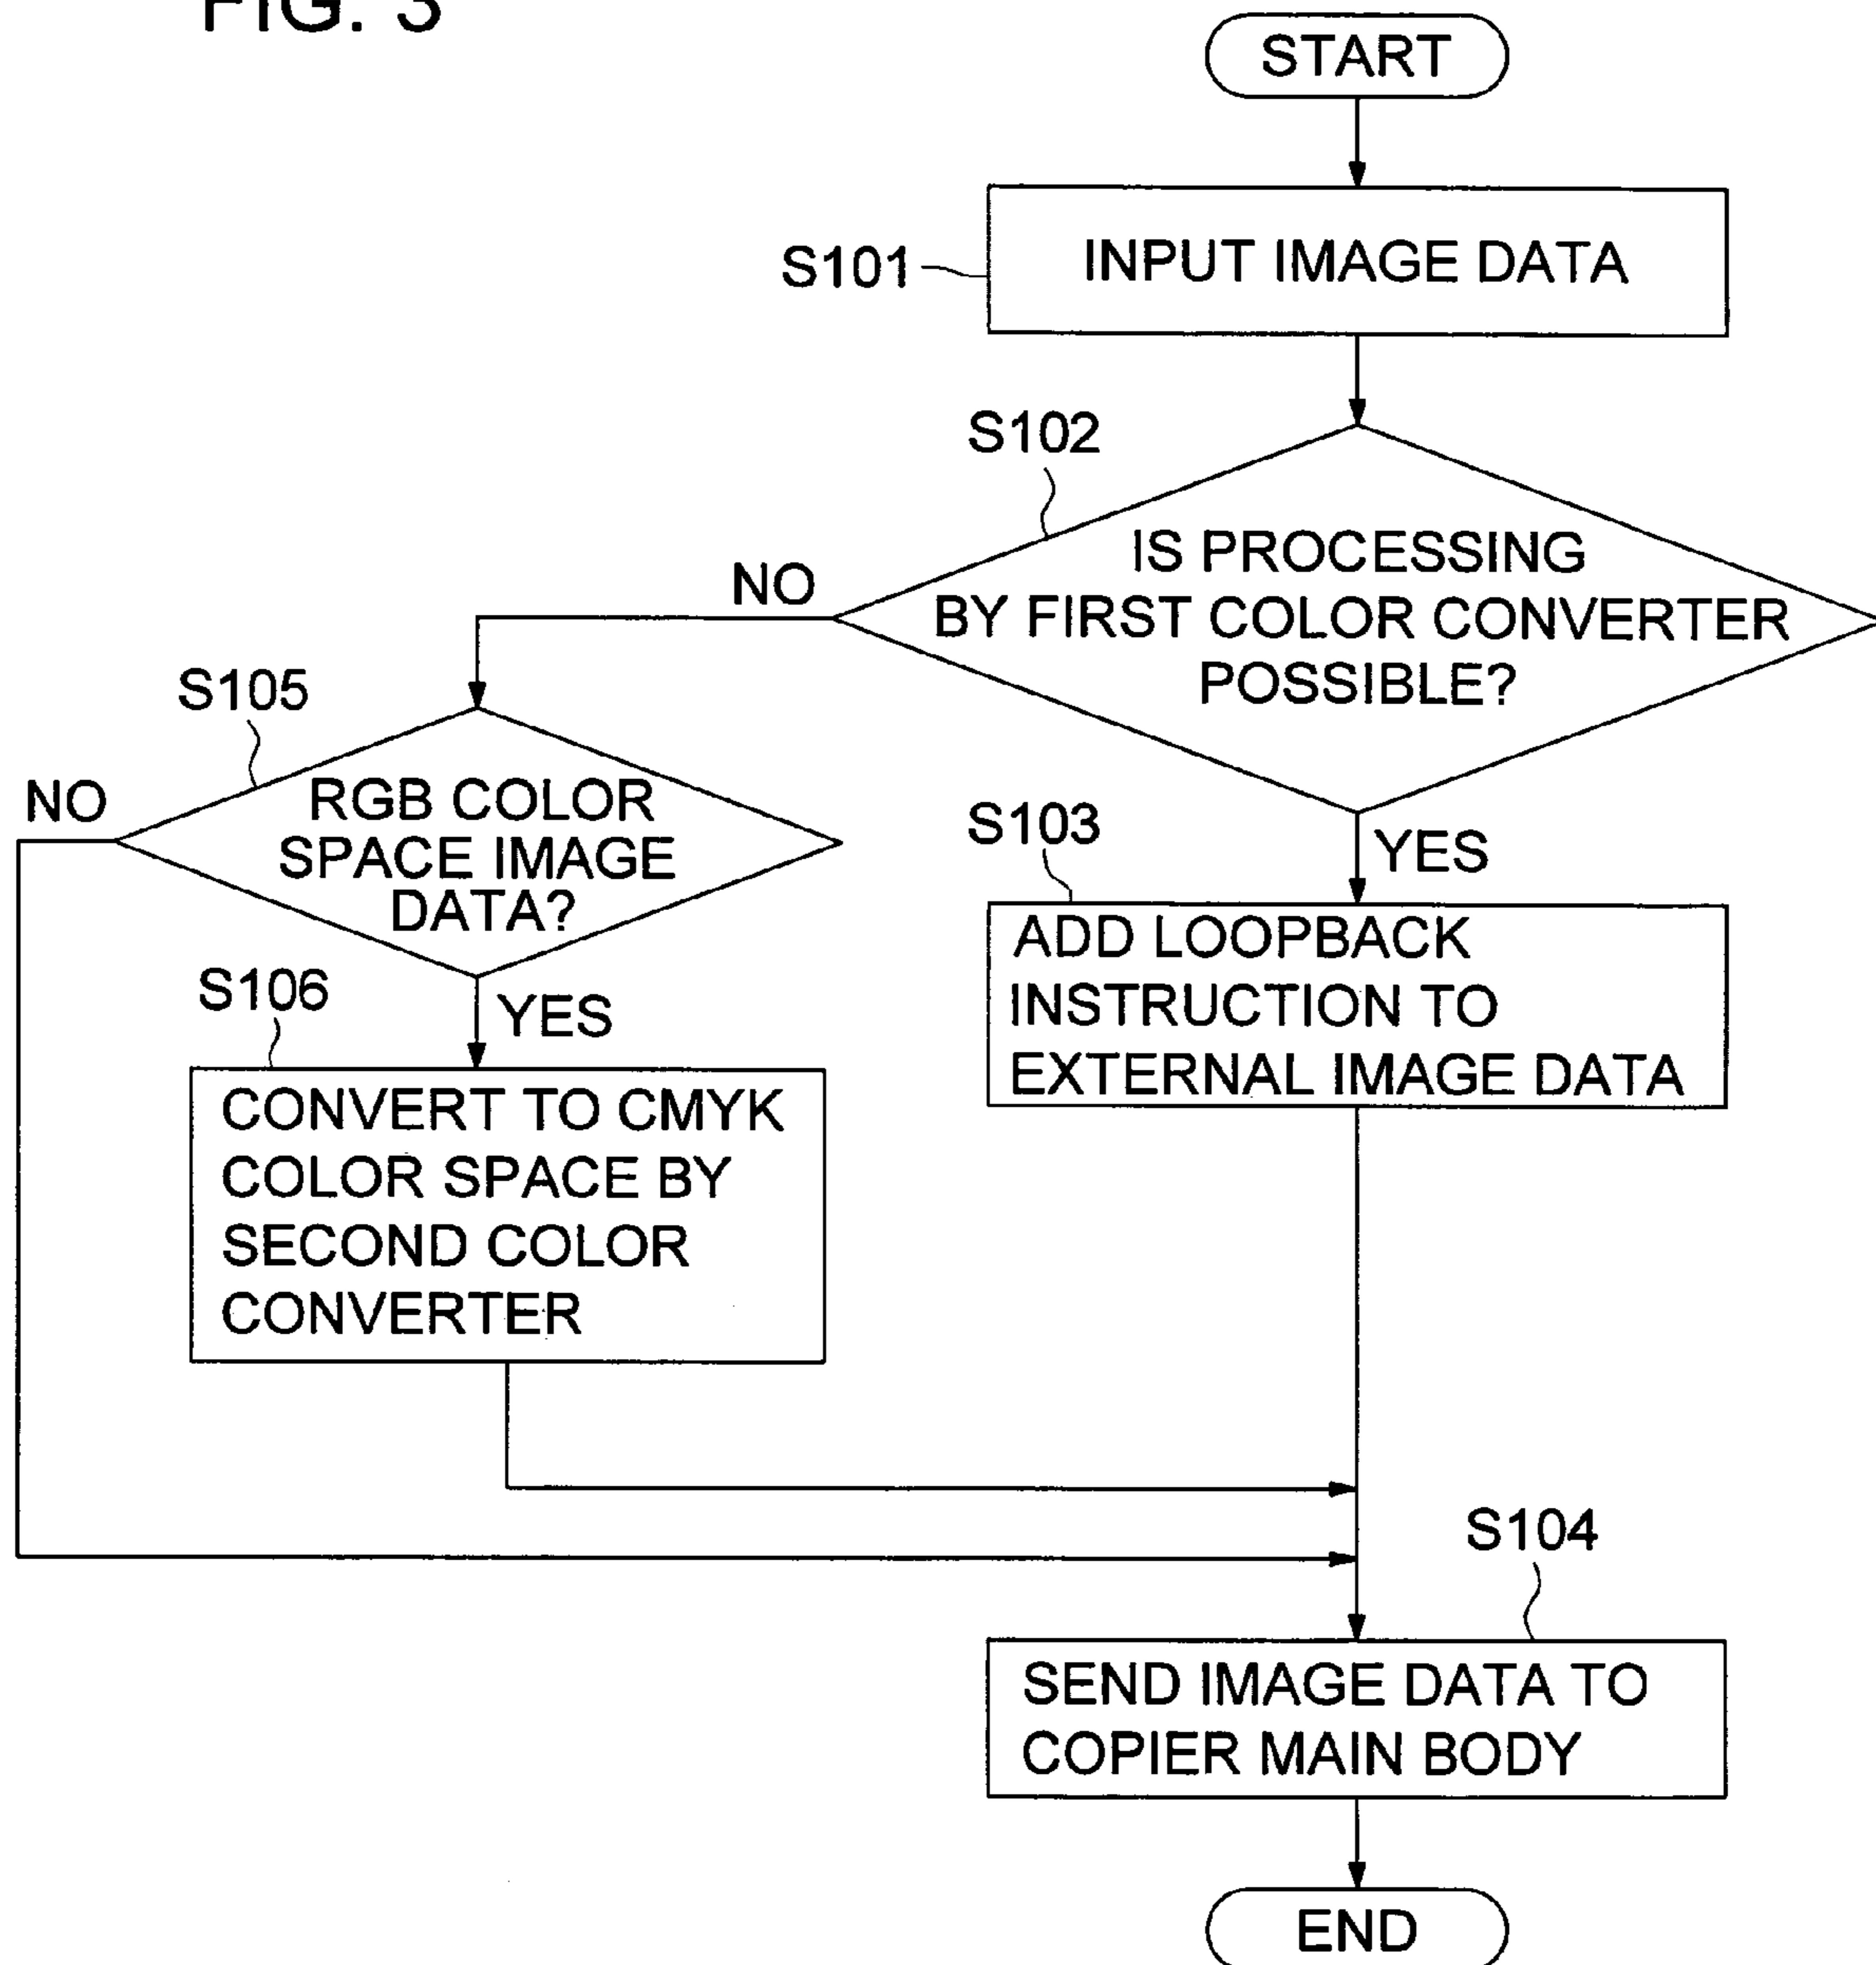 FIG. 3
START
S101
INPUT IMAGE DATA
S102
IS PROCESSING
BY FIRST COLOR CONVERTER
POSSIBLE?
NO
YES
S105
RGB COLOR
SPACE IMAGE
DATA?
NO
YES
S103
ADD LOOPBACK
INSTRUCTION TO
EXTERNAL IMAGE DATA
S106
CONVERT TO CMYK
COLOR SPACE BY
SECOND COLOR
CONVERTER
S104
SEND IMAGE DATA TO
COPIER MAIN BODY
END